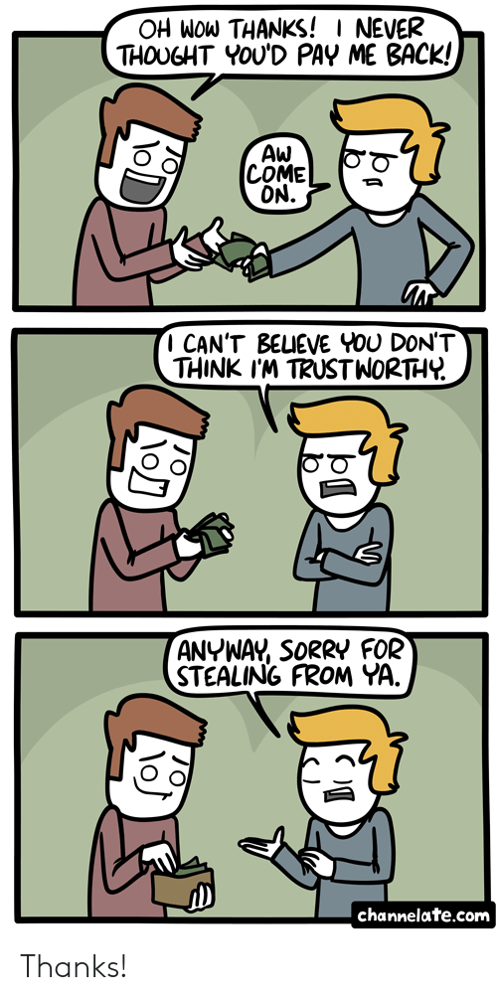 OH WOW THANKS! I NEVER
THOUGHT YOU'D PAY ME BACK!
AW
COME
ON.
I CAN'T BELIEVE YOU DON'T
THINK I'M TRUSTWORTHY.
ANYWAY, SORRY FOR
STEALING FROM YA.
channelate.com
Thanks!